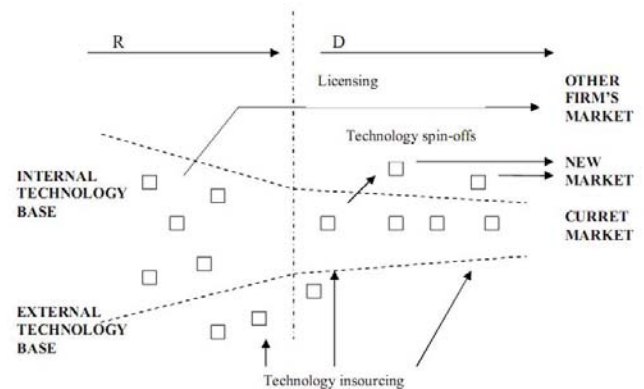 R
D
Licensing
OTHER
FIRM'S
MARKET
Technology spin-offs
INTERNAL
TECHNOLOGY
BASE
NEW
MARKET
CURRET
MARKET
EXTERNAL
TECHNOLOGY
BASE
Technology insourcing